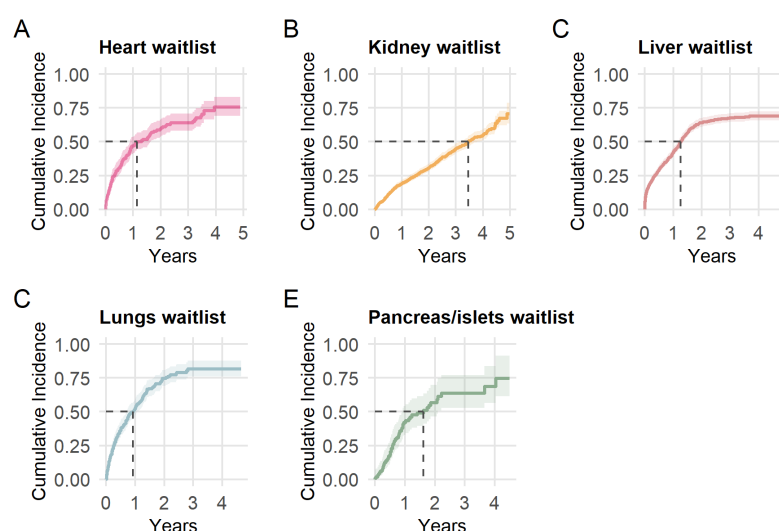 A
Heart waitlist
Cumulative Incidence
1.00
0.75
0.50
0.25
0.00
0 1 2 3 4 5
Years
B
Kidney waitlist
Cumulative Incidence
1.00
0.75
0.50
0.25
0.00
0 1 2 3 4 5
Years
C
Liver waitlist
Cumulative Incidence
1.00
0.75
0.50
0.25
0.00
0 1 2 3 4
Years
C
Lungs waitlist
Cumulative Incidence
1.00
0.75
0.50
0.25
0.00
0 1 2 3 4
Years
E
Pancreas/islets waitlist
Cumulative Incidence
1.00
0.75
0.50
0.25
0.00
0 1 2 3 4
Years